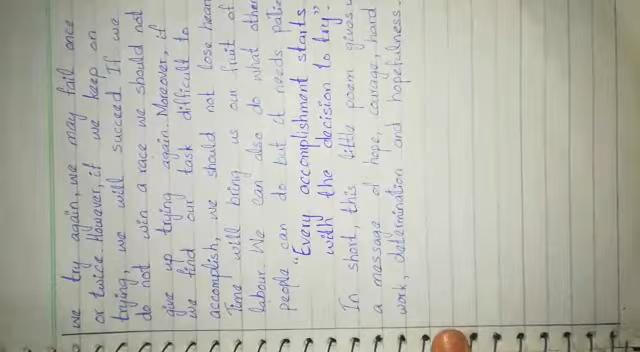 we try again, we may fail once
or twice. However, if we keep on
trying, we will succeed. If we
do not win a race we should not
give up trying again. Moreover, if
we find our task difficult to
accomplish, we should not lose hear
Time will bring us our fruit of
labour. We can also do what other
people can do but it needs patie
"Every accomplishment starts
with the decision to try."
In short, this little poem gives u
a message of hope, courage, hard
work, determination and hopefulness.